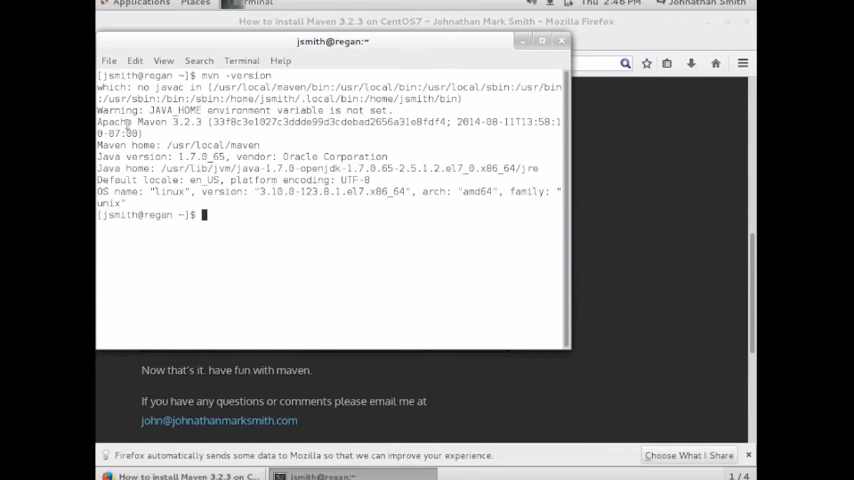 Applications Places Terminal Thu 2:46 PM Johnathan Smith
How to install Maven 3.2.3 on CentOS7 - Johnathan Mark Smith - Mozilla Firefox
jsmith@regan:~
File Edit View Search Terminal Help
[jsmith@regan ~]$ mvn -version
which: no javac in (/usr/local/maven/bin:/usr/local/bin:/usr/local/sbin:/usr/bin
:/usr/sbin:/bin:/sbin:/home/jsmith/.local/bin:/home/jsmith/bin)
Warning: JAVA_HOME environment variable is not set.
Apache Maven 3.2.3 (33f8c3e1027c3ddde99d3cdebad2656a31e8fdf4; 2014-08-11T13:58:1
0-07:00)
Maven home: /usr/local/maven
Java version: 1.7.0_65, vendor: Oracle Corporation
Java home: /usr/lib/jvm/java-1.7.0-openjdk-1.7.0.65-2.5.1.2.el7_0.x86_64/jre
Default locale: en_US, platform encoding: UTF-8
OS name: "linux", version: "3.10.0-123.8.1.el7.x86_64", arch: "amd64", family: "
unix"
[jsmith@regan ~]$
Now that's it. have fun with maven.
If you have any questions or comments please email me at
john@johnathanmarksmith.com
Firefox automatically sends some data to Mozilla so that we can improve your experience. Choose What I Share
How to install Maven 3.2.3 on C... jsmith@regan:~ 1 / 4